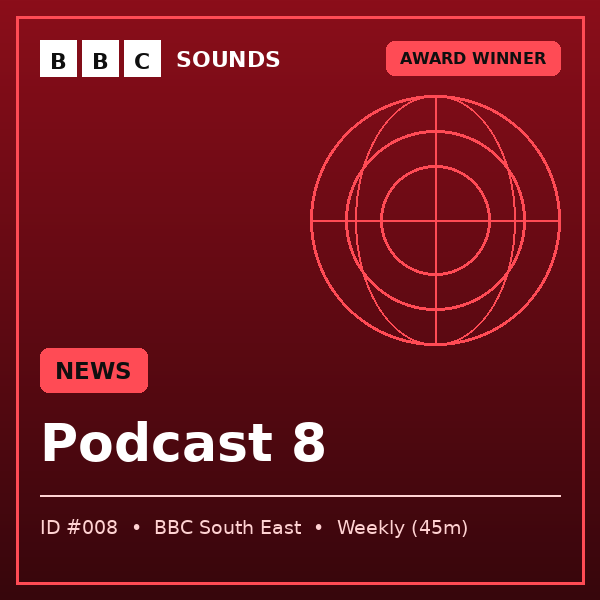 BBC SOUNDS
AWARD WINNER
NEWS
Podcast 8
ID #008 • BBC South East • Weekly (45m)